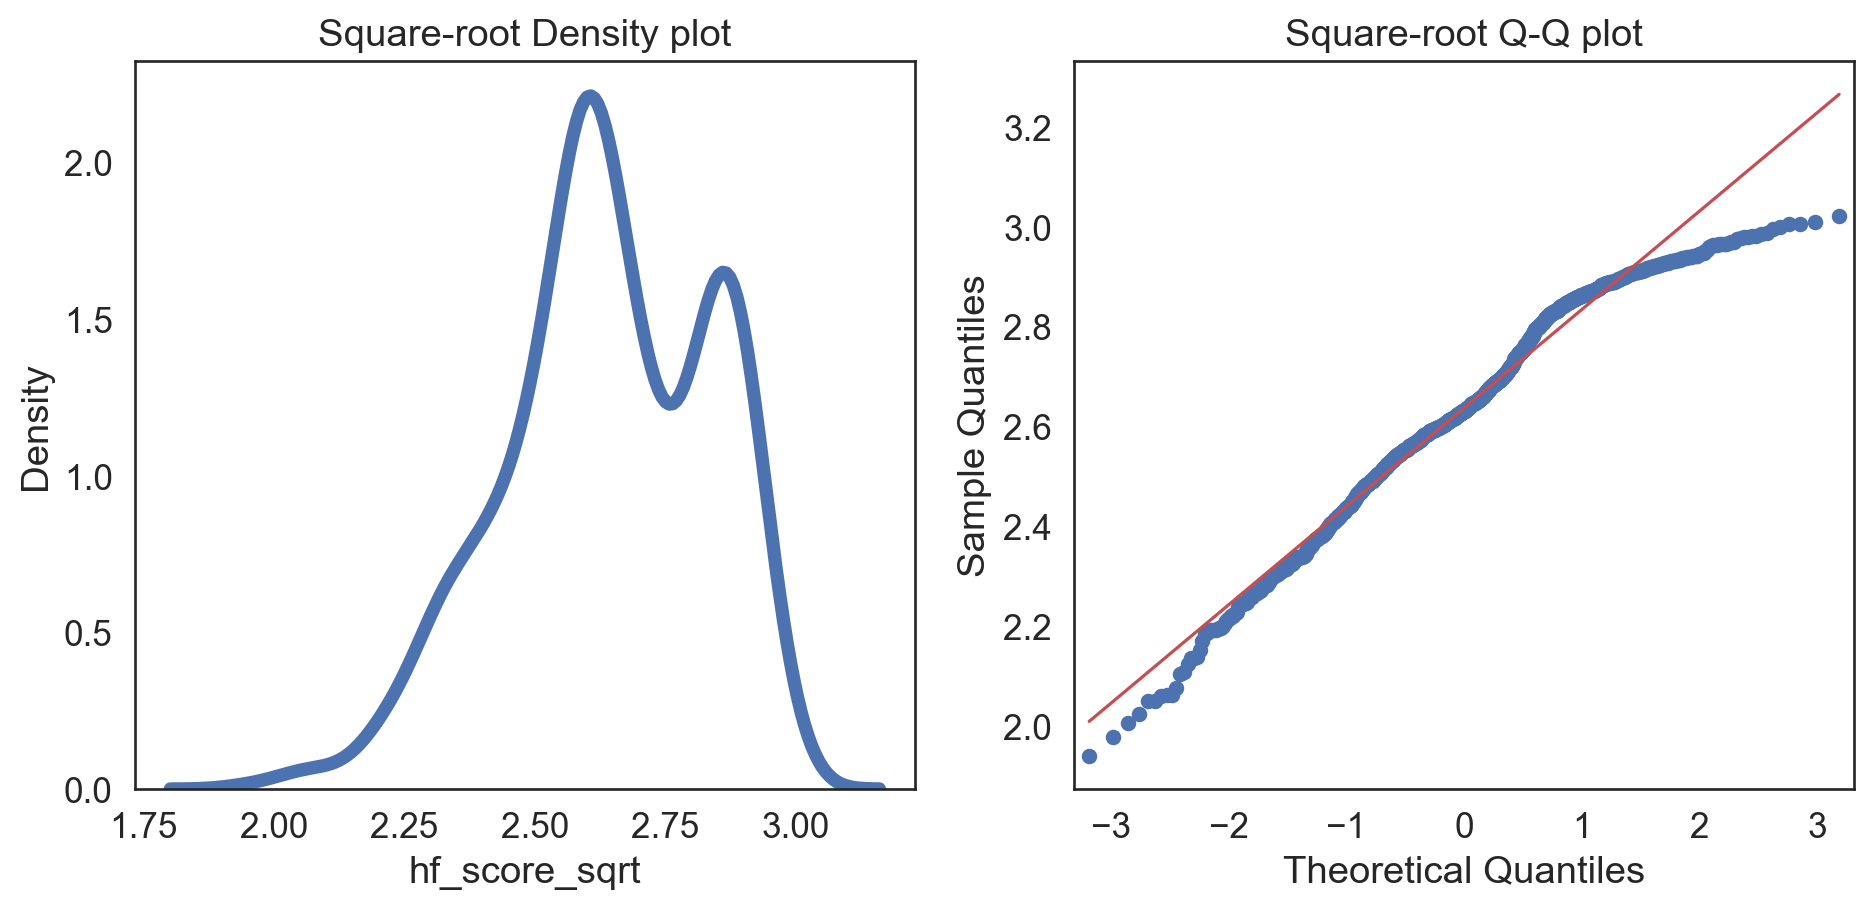 Square-root Density plot
Density
2.0
1.5
1.0
0.5
0.0
1.75 2.00 2.25 2.50 2.75 3.00
hf_score_sqrt
Square-root Q-Q plot
Sample Quantiles
3.2
3.0
2.8
2.6
2.4
2.2
2.0
−3 −2 −1 0 1 2 3
Theoretical Quantiles